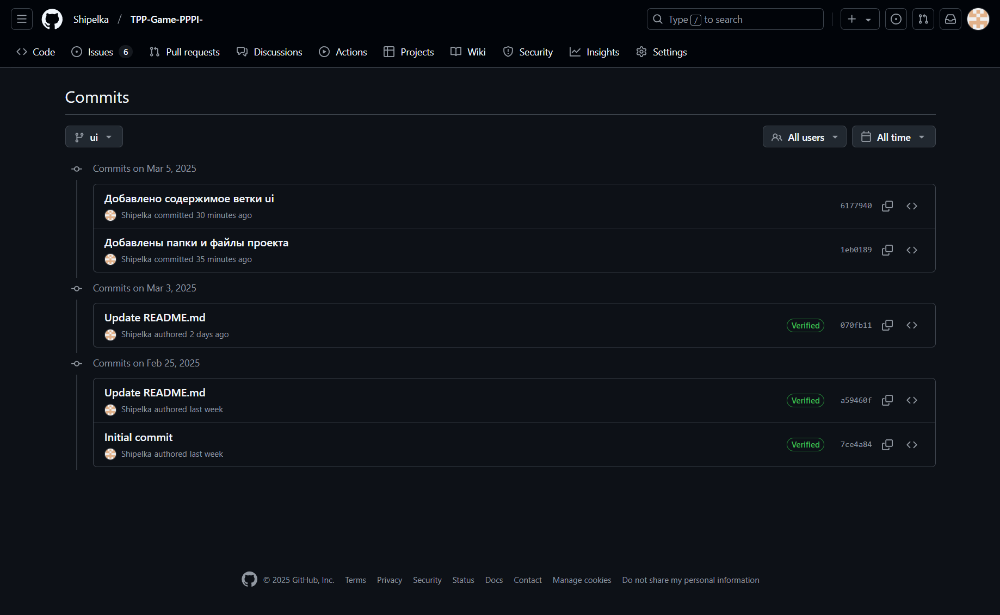 Shipelka / TPP-Game-PPPI-
Type / to search
Code
Issues 6
Pull requests
Discussions
Actions
Projects
Wiki
Security
Insights
Settings
Commits
ui
All users
All time
Commits on Mar 5, 2025
Добавлено содержимое ветки ui
Shipelka committed 30 minutes ago
6177940
Добавлены папки и файлы проекта
Shipelka committed 35 minutes ago
1eb0189
Commits on Mar 3, 2025
Update README.md
Shipelka authored 2 days ago
Verified
070fb11
Commits on Feb 25, 2025
Update README.md
Shipelka authored last week
Verified
a59460f
Initial commit
Shipelka authored last week
Verified
7ce4a84
© 2025 GitHub, Inc.
Terms
Privacy
Security
Status
Docs
Contact
Manage cookies
Do not share my personal information